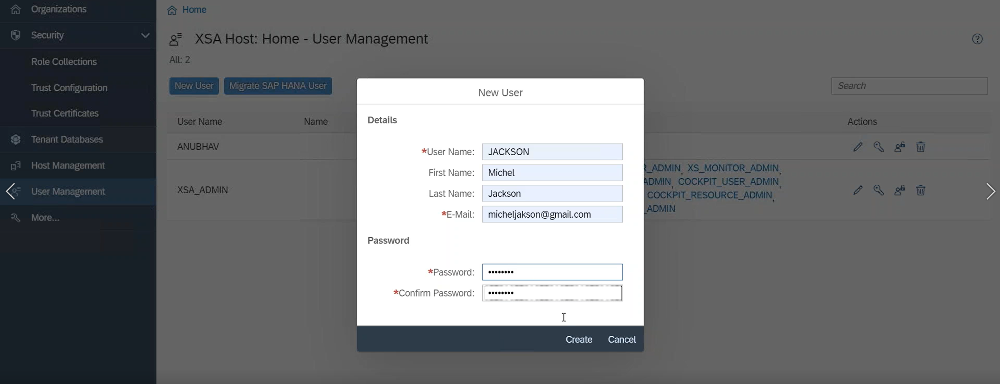 Organizations
Security
Role Collections
Trust Configuration
Trust Certificates
Tenant Databases
Host Management
User Management
More...
Home
XSA Host: Home - User Management
All: 2
New User
Migrate SAP HANA User
Search
User Name
Name
Actions
ANUBHAV
XSA_ADMIN
R_ADMIN, XS_MONITOR_ADMIN,
ADMIN, COCKPIT_USER_ADMIN,
COCKPIT_RESOURCE_ADMIN,
_ADMIN
New User
Details
*User Name: JACKSON
First Name: Michel
Last Name: Jackson
*E-Mail: micheljakson@gmail.com
Password
*Password: ••••••••
*Confirm Password: ••••••••
Create Cancel